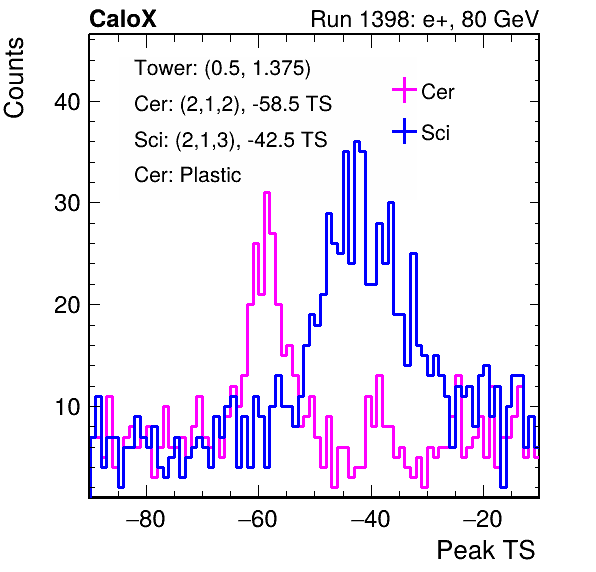 CaloX Run 1398: e+, 80 GeV
Counts
Tower: (0.5, 1.375)
Cer: (2,1,2), -58.5 TS
Sci: (2,1,3), -42.5 TS
Cer: Plastic
Cer
Sci
40
30
20
10
−80 −60 −40 −20
Peak TS